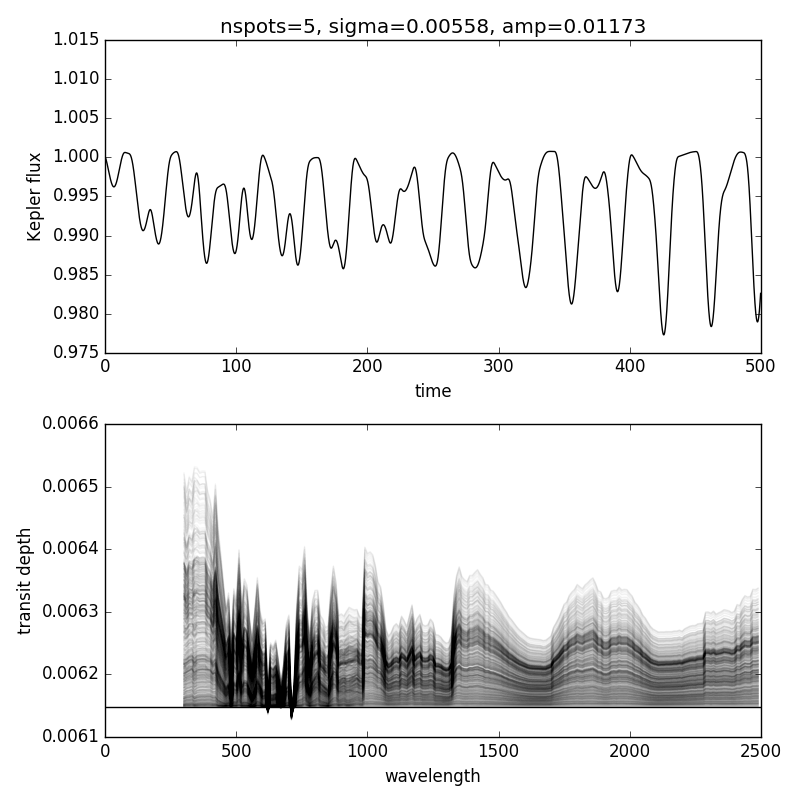 nspots=5, sigma=0.00558, amp=0.01173
1.015
1.010
1.005
1.000
0.995
0.990
0.985
0.980
0.975
Kepler flux
0 100 200 300 400 500
time
0.0066
0.0065
0.0064
0.0063
0.0062
0.0061
transit depth
0 500 1000 1500 2000 2500
wavelength